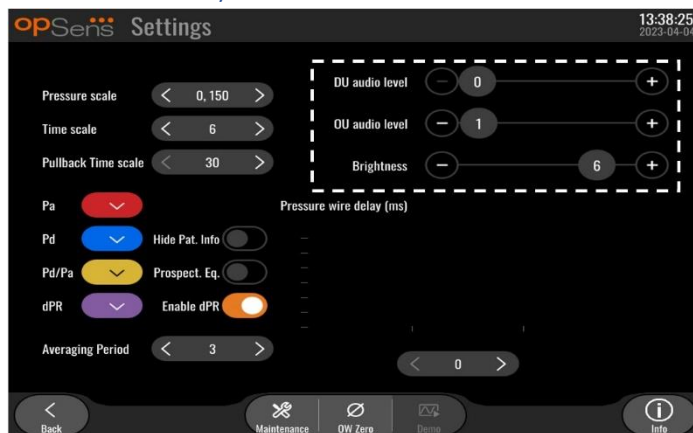 opSens Settings
13:38:25
2023-04-04
Pressure scale 0, 150
Time scale 6
Pullback Time scale 30
DU audio level 0
OU audio level 1
Brightness 6
Pa
Pressure wire delay (ms)
Pd Hide Pat. Info
Pd/Pa Prospect. Eq.
dPR Enable dPR
Averaging Period 3
0
Back Maintenance OW Zero Demo Info